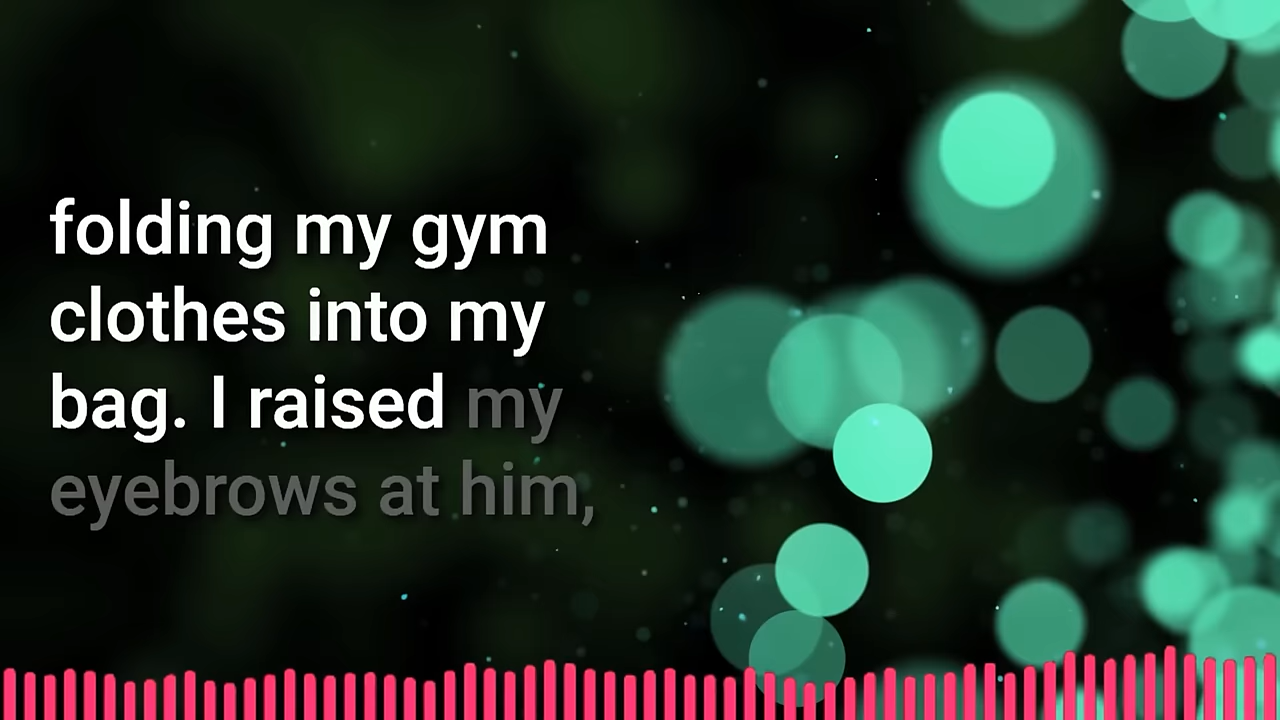 folding my gym
clothes into my
bag. I raised my
eyebrows at him,